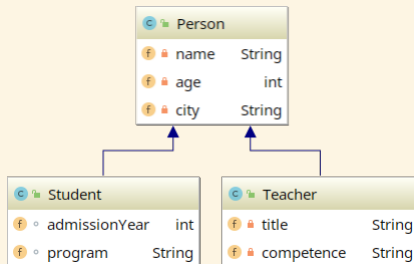 Person
name String
age int
city String
Student
admissionYear int
program String
Teacher
title String
competence String